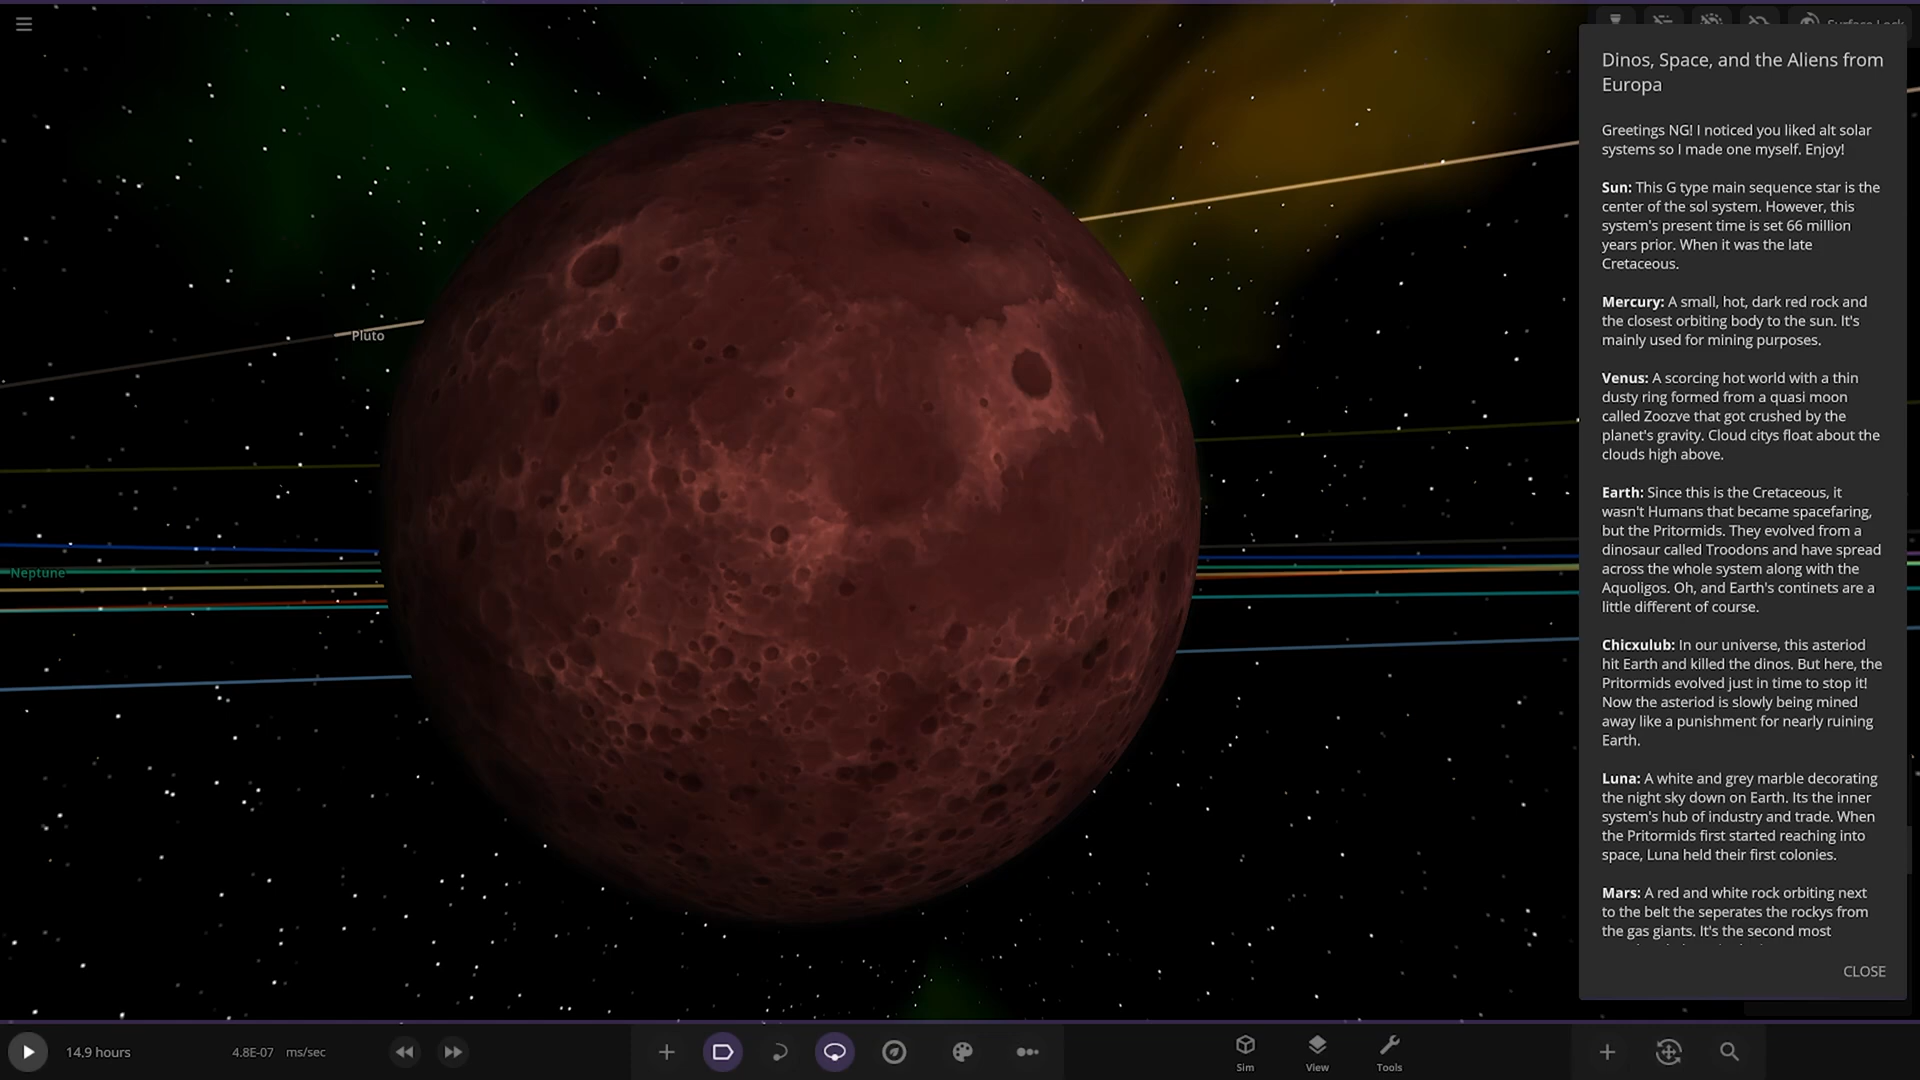 Surface Lock
Dinos, Space, and the Aliens from
Europa
Greetings NG! I noticed you liked alt solar
systems so I made one myself. Enjoy!
Sun: This G type main sequence star is the
center of the sol system. However, this
system's present time is set 66 million
years prior. When it was the late
Cretaceous.
Mercury: A small, hot, dark red rock and
the closest orbiting body to the sun. It's
mainly used for mining purposes.
Venus: A scorcing hot world with a thin
dusty ring formed from a quasi moon
called Zoozve that got crushed by the
planet's gravity. Cloud citys float about the
clouds high above.
Earth: Since this is the Cretaceous, it
wasn't Humans that became spacefaring,
but the Pritormids. They evolved from a
dinosaur called Troodons and have spread
across the whole system along with the
Aquoligos. Oh, and Earth's continets are a
little different of course.
Chicxulub: In our universe, this asteriod
hit Earth and killed the dinos. But here, the
Pritormids evolved just in time to stop it!
Now the asteriod is slowly being mined
away like a punishment for nearly ruining
Earth.
Luna: A white and grey marble decorating
the night sky down on Earth. Its the inner
system's hub of industry and trade. When
the Pritormids first started reaching into
space, Luna held their first colonies.
Mars: A red and white rock orbiting next
to the belt the seperates the rockys from
the gas giants. It's the second most
CLOSE
Pluto
Neptune
14.9 hours
4.8E-07 ms/sec
Sim
View
Tools